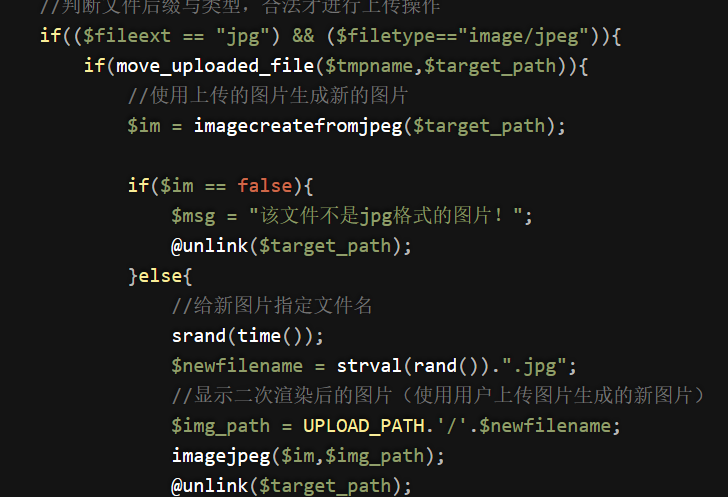 //判断文件后缀与类型，合法才进行上传操作
if(($fileext == "jpg") && ($filetype=="image/jpeg")){
if(move_uploaded_file($tmpname,$target_path)){
//使用上传的图片生成新的图片
$im = imagecreatefromjpeg($target_path);
if($im == false){
$msg = "该文件不是jpg格式的图片！";
@unlink($target_path);
}else{
//给新图片指定文件名
srand(time());
$newfilename = strval(rand()).".jpg";
//显示二次渲染后的图片（使用用户上传图片生成的新图片）
$img_path = UPLOAD_PATH.'/'.$newfilename;
imagejpeg($im,$img_path);
@unlink($target_path);